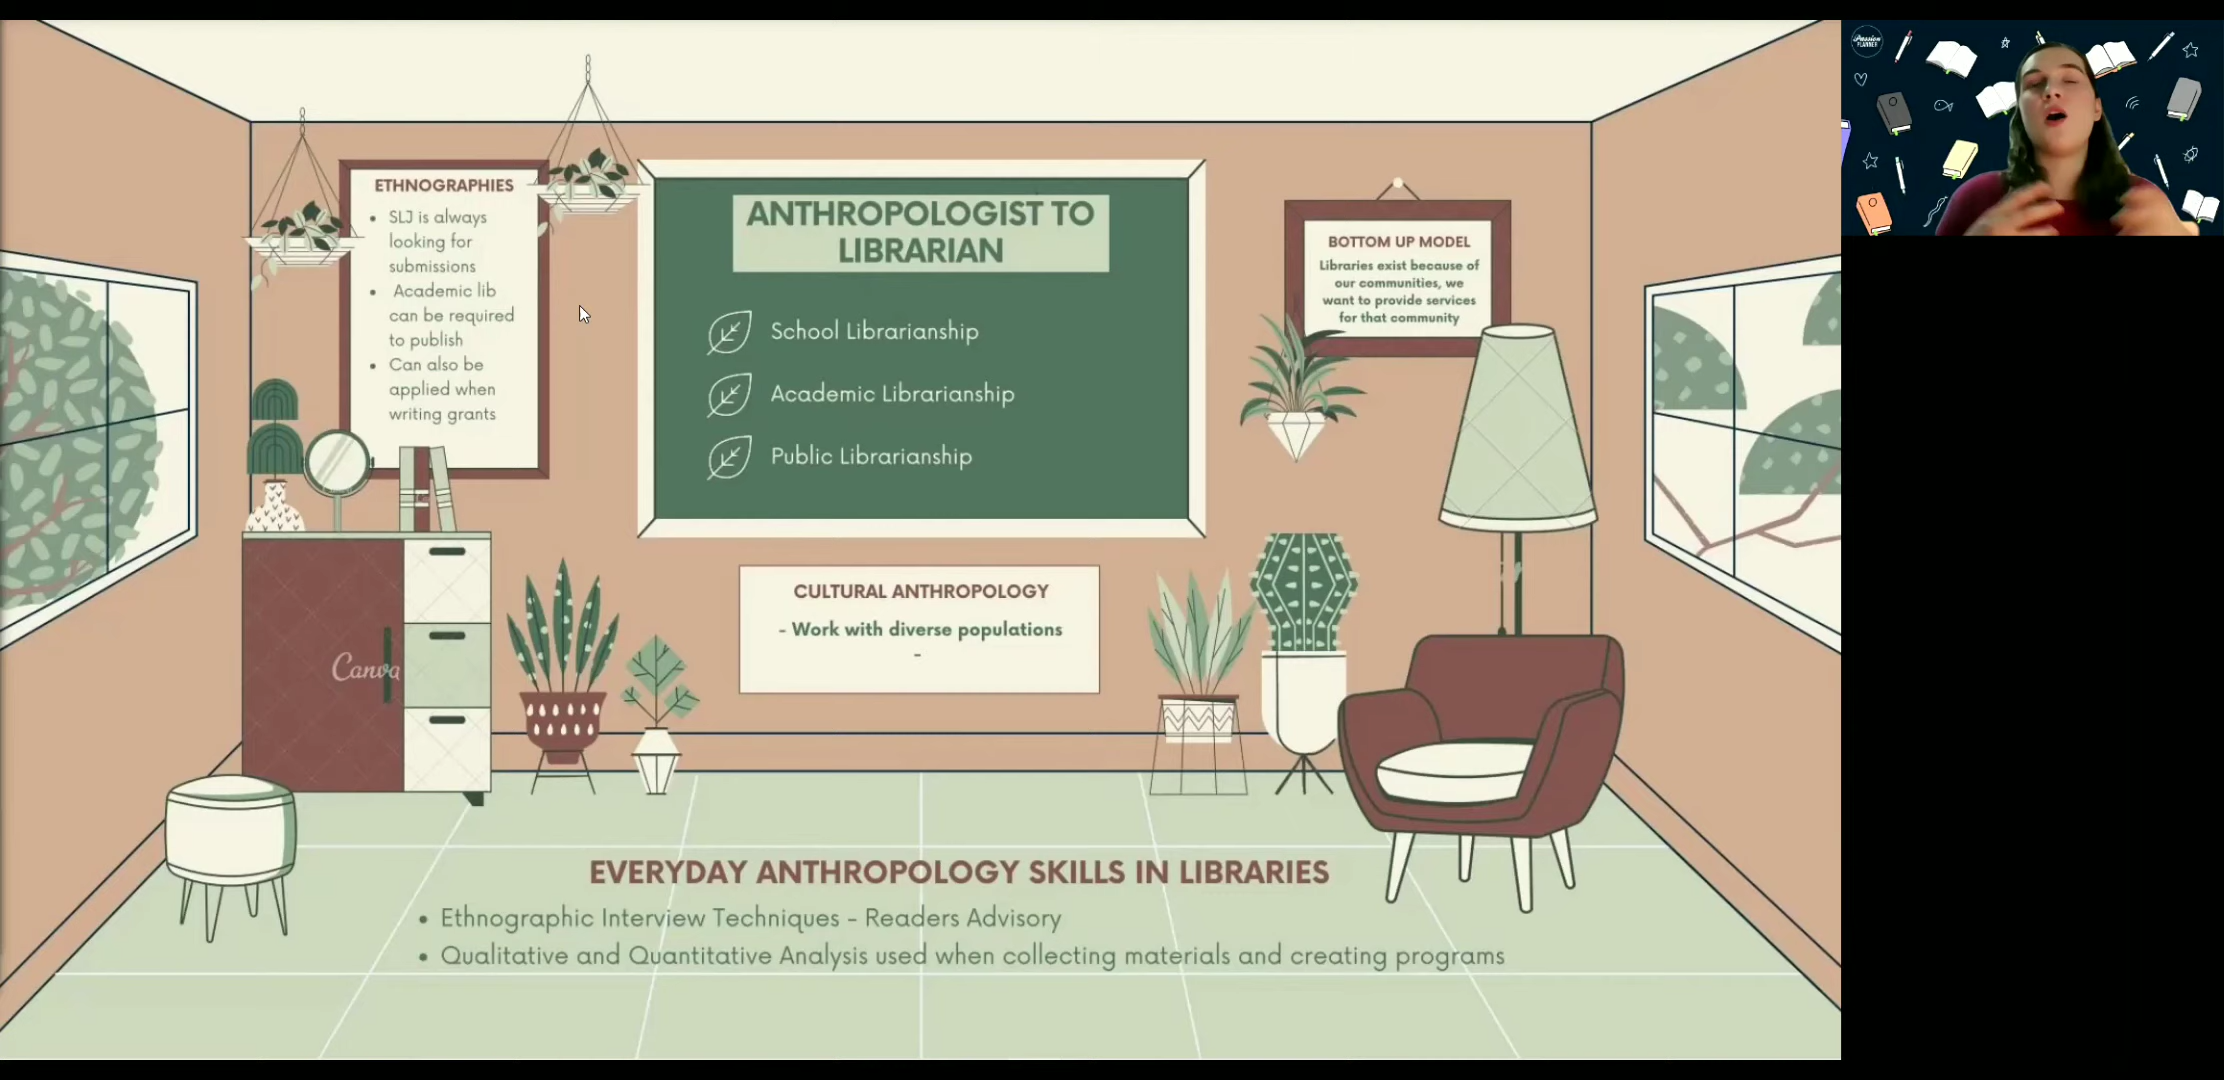 ETHNOGRAPHIES
• SLJ is always
looking for
submissions
• Academic lib
can be required
to publish
• Can also be
applied when
writing grants
ANTHROPOLOGIST TO
LIBRARIAN
School Librarianship
Academic Librarianship
Public Librarianship
BOTTOM UP MODEL
Libraries exist because of
our communities, we
want to provide services
for that community
CULTURAL ANTHROPOLOGY
- Work with diverse populations
-
Canva
EVERYDAY ANTHROPOLOGY SKILLS IN LIBRARIES
• Ethnographic Interview Techniques - Readers Advisory
• Qualitative and Quantitative Analysis used when collecting materials and creating programs
Passion
PLANNER